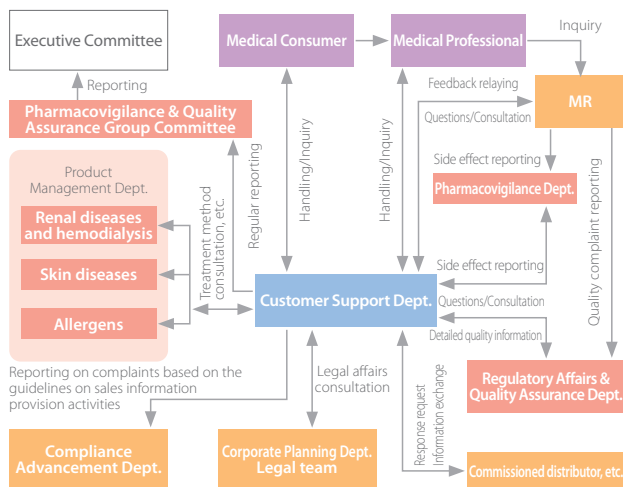 Executive Committee
Medical Consumer
Medical Professional
Inquiry
Reporting
Feedback relaying
MR
Pharmacovigilance & Quality
Assurance Group Committee
Questions/Consultation
Product
Management Dept.
Side effect reporting
Pharmacovigilance Dept.
Renal diseases
and hemodialysis
Skin diseases
Allergens
Treatment method
consultation, etc.
Regular reporting
Handling/Inquiry
Handling/Inquiry
Quality complaint reporting
Side effect reporting
Customer Support Dept.
Questions/Consultation
Detailed quality information
Reporting on complaints based on the
guidelines on sales information
provision activities
Legal affairs
consultation
Response request
Information exchange
Regulatory Affairs &
Quality Assurance Dept.
Compliance
Advancement Dept.
Corporate Planning Dept.
Legal team
Commissioned distributor, etc.